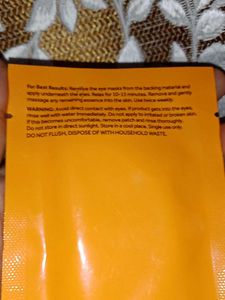 For Best Results: Remove the eye masks from the backing material and
apply underneath the eyes. Relax for 10-15 minutes. Remove and gently
massage any remaining essence into the skin. Use twice weekly.
WARNING: Avoid direct contact with eyes. If product gets into the eyes,
rinse well with water immediately. Do not apply to irritated or broken skin.
If this becomes uncomfortable, remove patch and rinse thoroughly.
Do not store in direct sunlight. Store in a cool place. Single use only.
DO NOT FLUSH, DISPOSE OF WITH HOUSEHOLD WASTE.